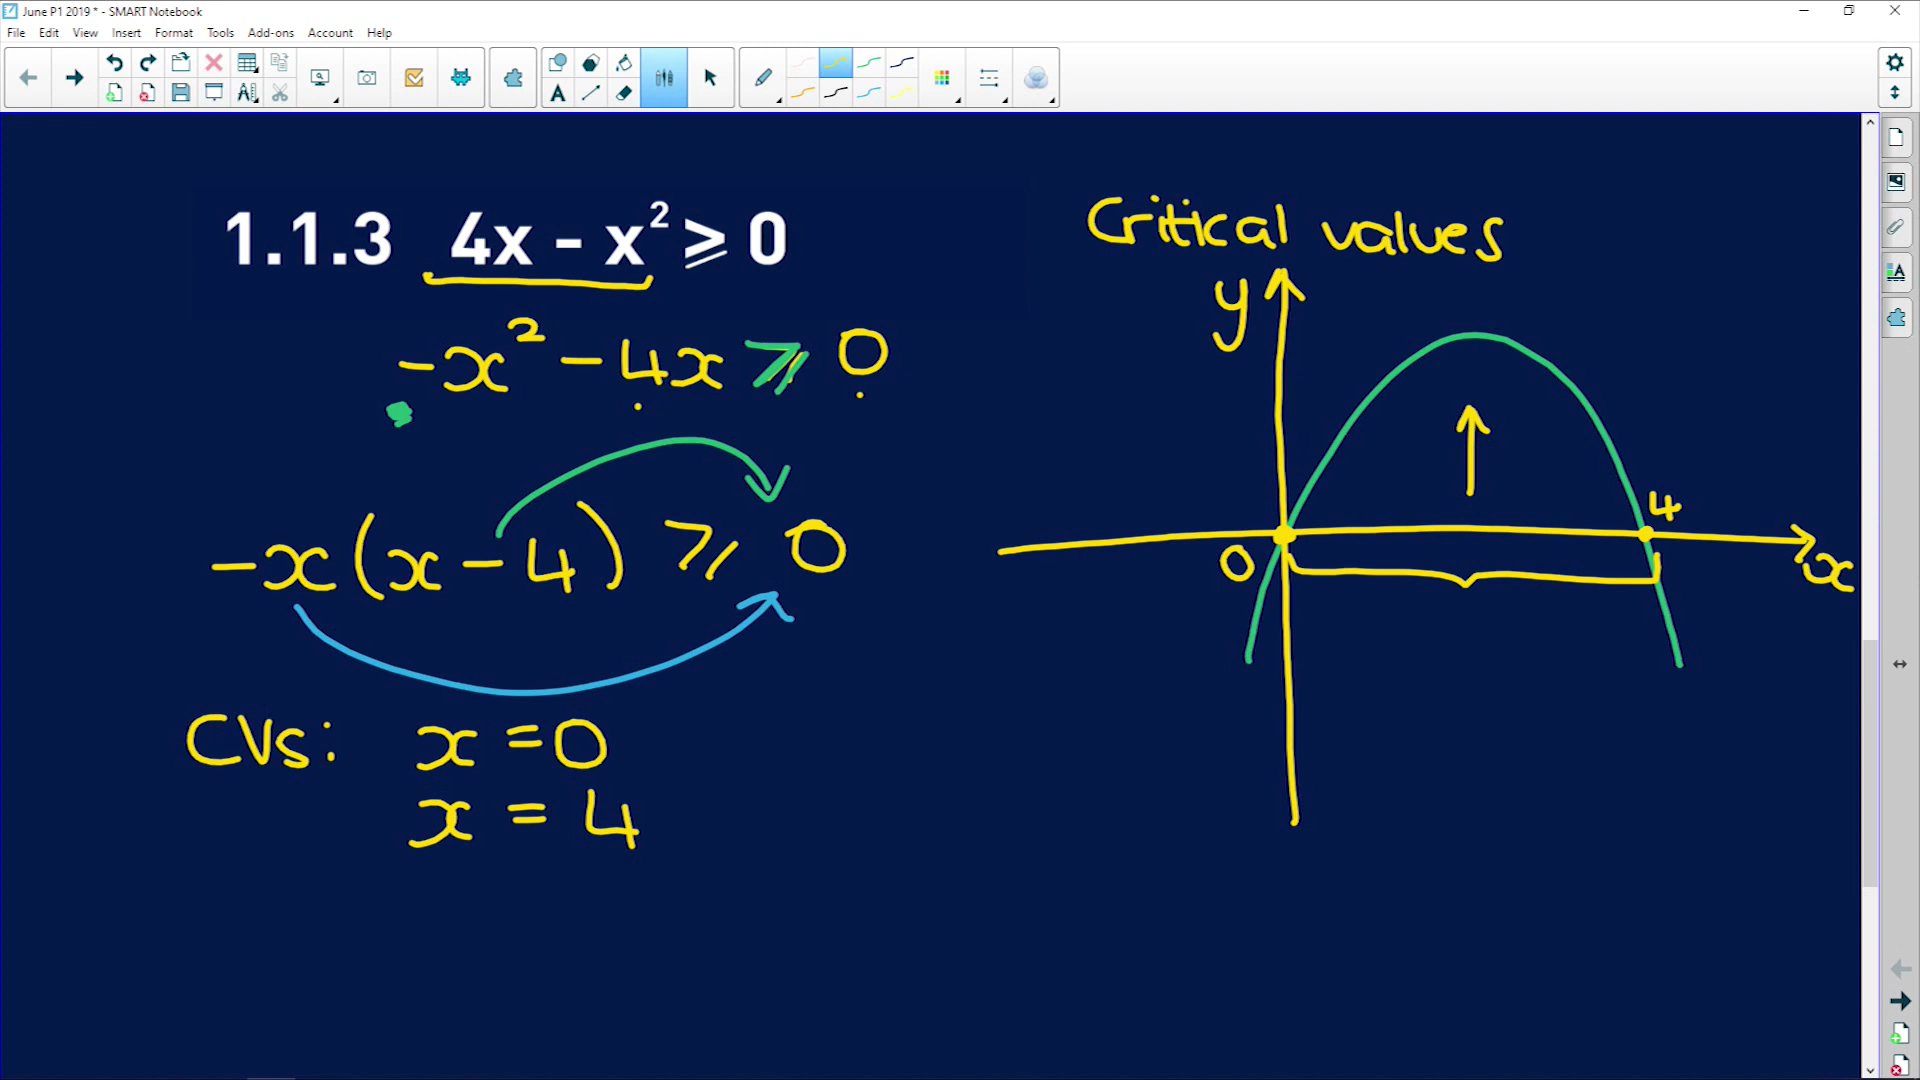 June P1 2019 * - SMART Notebook
File Edit View Insert Format Tools Add-ons Account Help
1.1.3 4x - x² ⩾ 0
-x² - 4x ⩾ 0
-x(x - 4) ⩾ 0
CVs: x = 0
x = 4
Critical values
y
4
0
x